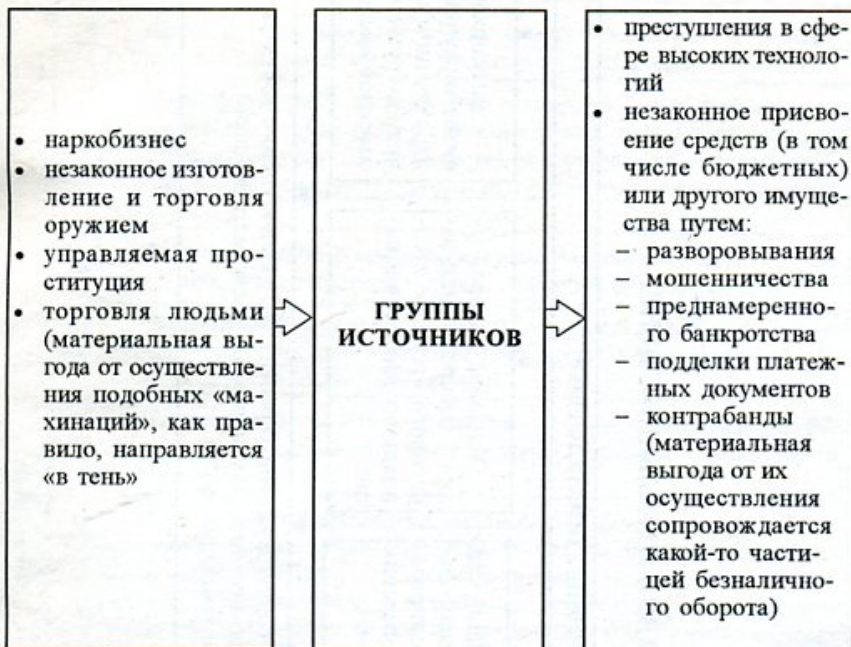 • наркобизнес
• незаконное изготов-
ление и торговля
оружием
• управляемая про-
ституция
• торговля людьми
(материальная вы-
года от осуществле-
ния подобных «ма-
хинаций», как пра-
вило, направляется
«в тень»
ГРУППЫ
ИСТОЧНИКОВ
• преступления в сфе-
ре высоких техноло-
гий
• незаконное присво-
ение средств (в том
числе бюджетных)
или другого имуще-
ства путем:
– разворовывания
– мошенничества
– преднамеренно-
го банкротства
– подделки платеж-
ных документов
– контрабанды
(материальная
выгода от их
осуществления
сопровождается
какой-то части-
цей безналично-
го оборота)